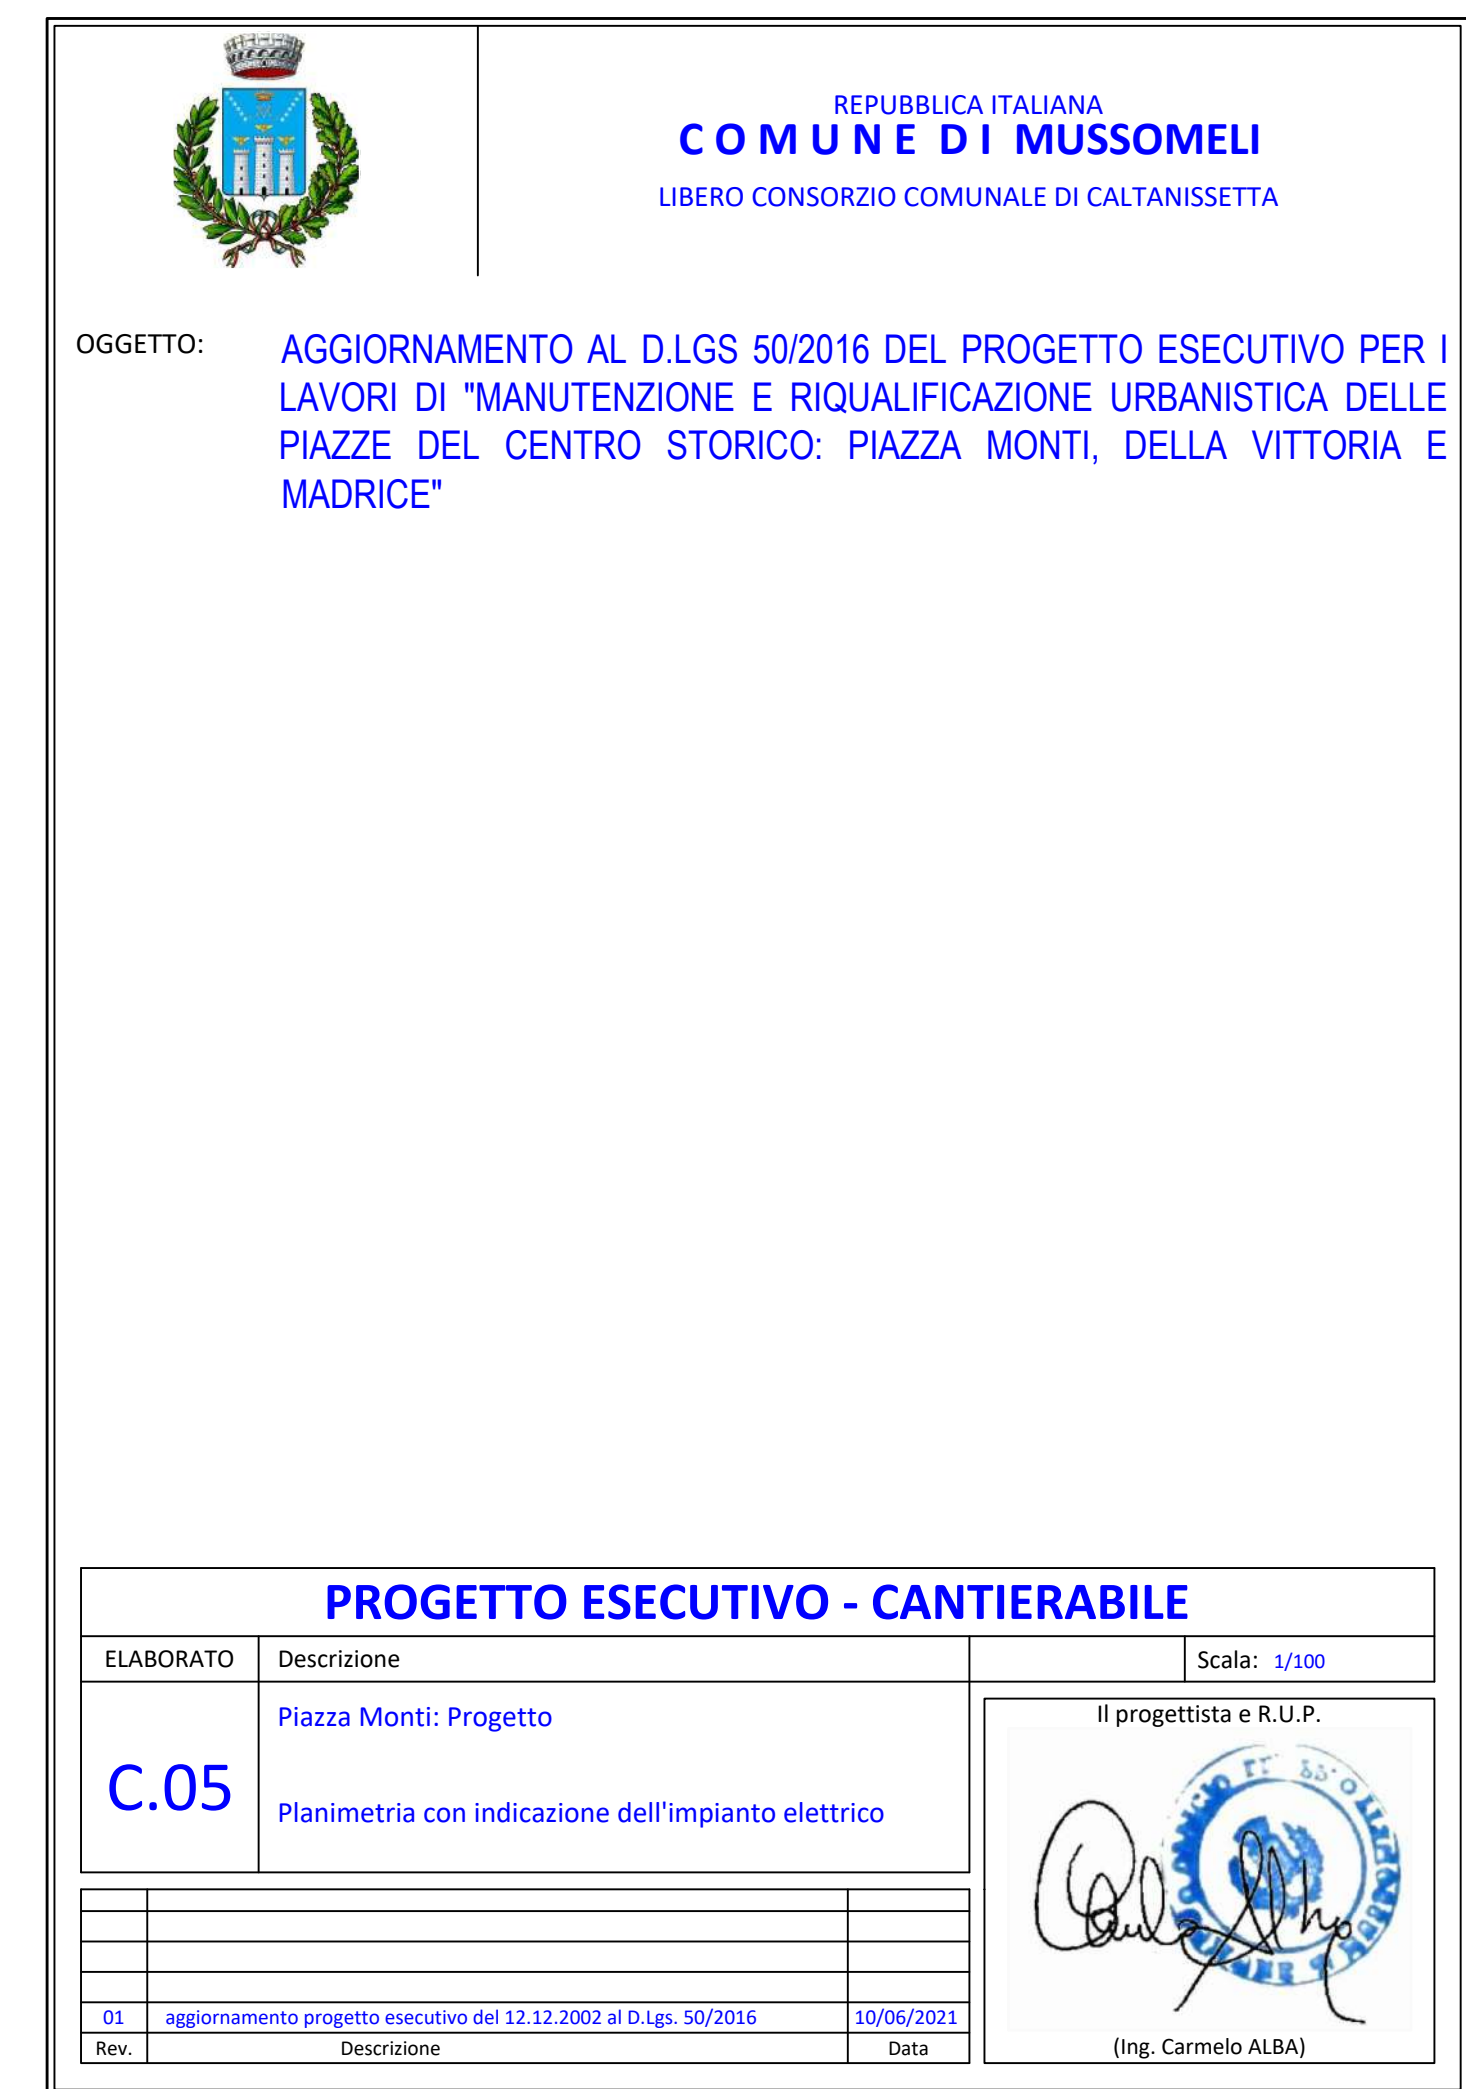 REPUBBLICA ITALIANA
C O M U N E D I MUSSOMELI
LIBERO CONSORZIO COMUNALE DI CALTANISSETTA
OGGETTO: AGGIORNAMENTO AL D.LGS 50/2016 DEL PROGETTO ESECUTIVO PER I
LAVORI DI "MANUTENZIONE E RIQUALIFICAZIONE URBANISTICA DELLE
PIAZZE DEL CENTRO STORICO: PIAZZA MONTI, DELLA VITTORIA E
MADRICE"
PROGETTO ESECUTIVO - CANTIERABILE
ELABORATO Descrizione Scala: 1/100
C.05
Piazza Monti: Progetto
Planimetria con indicazione dell'impianto elettrico
Il progettista e R.U.P.
(Ing. Carmelo ALBA)
01 aggiornamento progetto esecutivo del 12.12.2002 al D.Lgs. 50/2016 10/06/2021
Rev. Descrizione Data